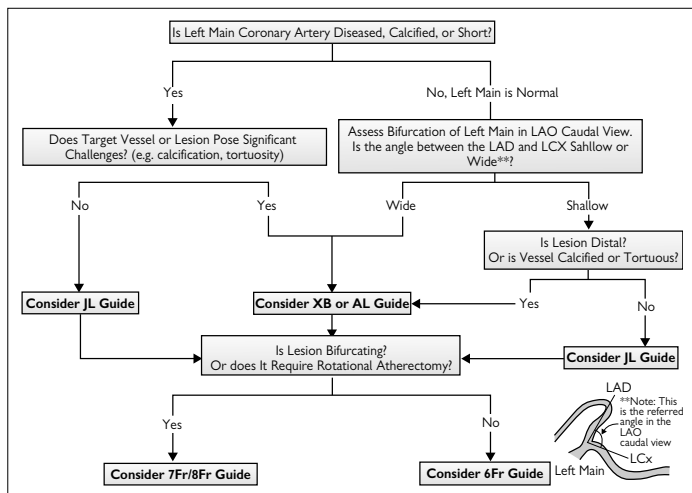 Is Left Main Coronary Artery Diseased, Calcified, or Short?
Yes
No, Left Main is Normal
Does Target Vessel or Lesion Pose Significant
Challenges? (e.g. calcification, tortuosity)
Assess Bifurcation of Left Main in LAO Caudal View.
Is the angle between the LAD and LCX Sahllow or
Wide**?
No
Yes
Wide
Shallow
Is Lesion Distal?
Or is Vessel Calcified or Tortuous?
Consider JL Guide
Consider XB or AL Guide
Yes
No
Is Lesion Bifurcating?
Or does It Require Rotational Atherectomy?
Consider JL Guide
Yes
No
Consider 7Fr/8Fr Guide
Consider 6Fr Guide
LAD
**Note: This
is the referred
angle in the
LAO
caudal view
LCx
Left Main